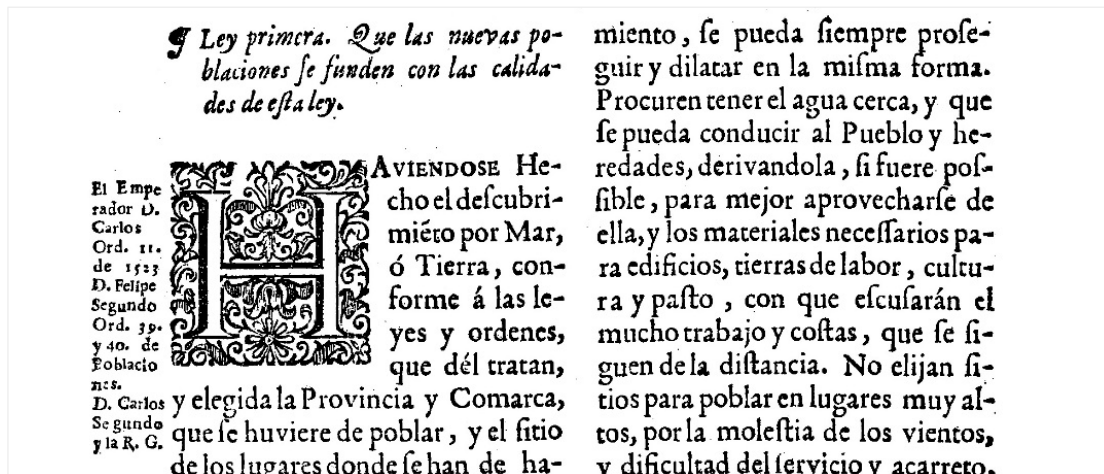 ¶ Ley primera. Que las nuevas po-
blaciones ſe funden con las calida-
des de eſta ley.
El Empe
rador D.
Carlos
Ord. 11.
de 1523
D. Felipe
Segundo
Ord. 39.
y 40. de
Poblacio
nes.
D. Carlos
Segundo
y la R. G.
HAVIENDOSE He-
cho el deſcubri-
miẽto por Mar,
ó Tierra, con-
forme á las le-
yes y ordenes,
que dél tratan,
y elegida la Provincia y Comarca,
que ſe huviere de poblar, y el ſitio
de los lugares donde ſe han de ha-
miento, ſe pueda ſiempre proſe-
guir y dilatar en la miſma forma.
Procuren tener el agua cerca, y que
ſe pueda conducir al Pueblo y he-
redades, derivandola, ſi fuere poſ-
ſible, para mejor aprovecharſe de
ella, y los materiales neceſſarios pa-
ra edificios, tierras de labor, cultu-
ra y paſto, con que eſcuſarán el
mucho trabajo y coſtas, que ſe ſi-
guen de la diſtancia. No elijan ſi-
tios para poblar en lugares muy al-
tos, por la moleſtia de los vientos,
y dificultad del ſervicio y acarreto,